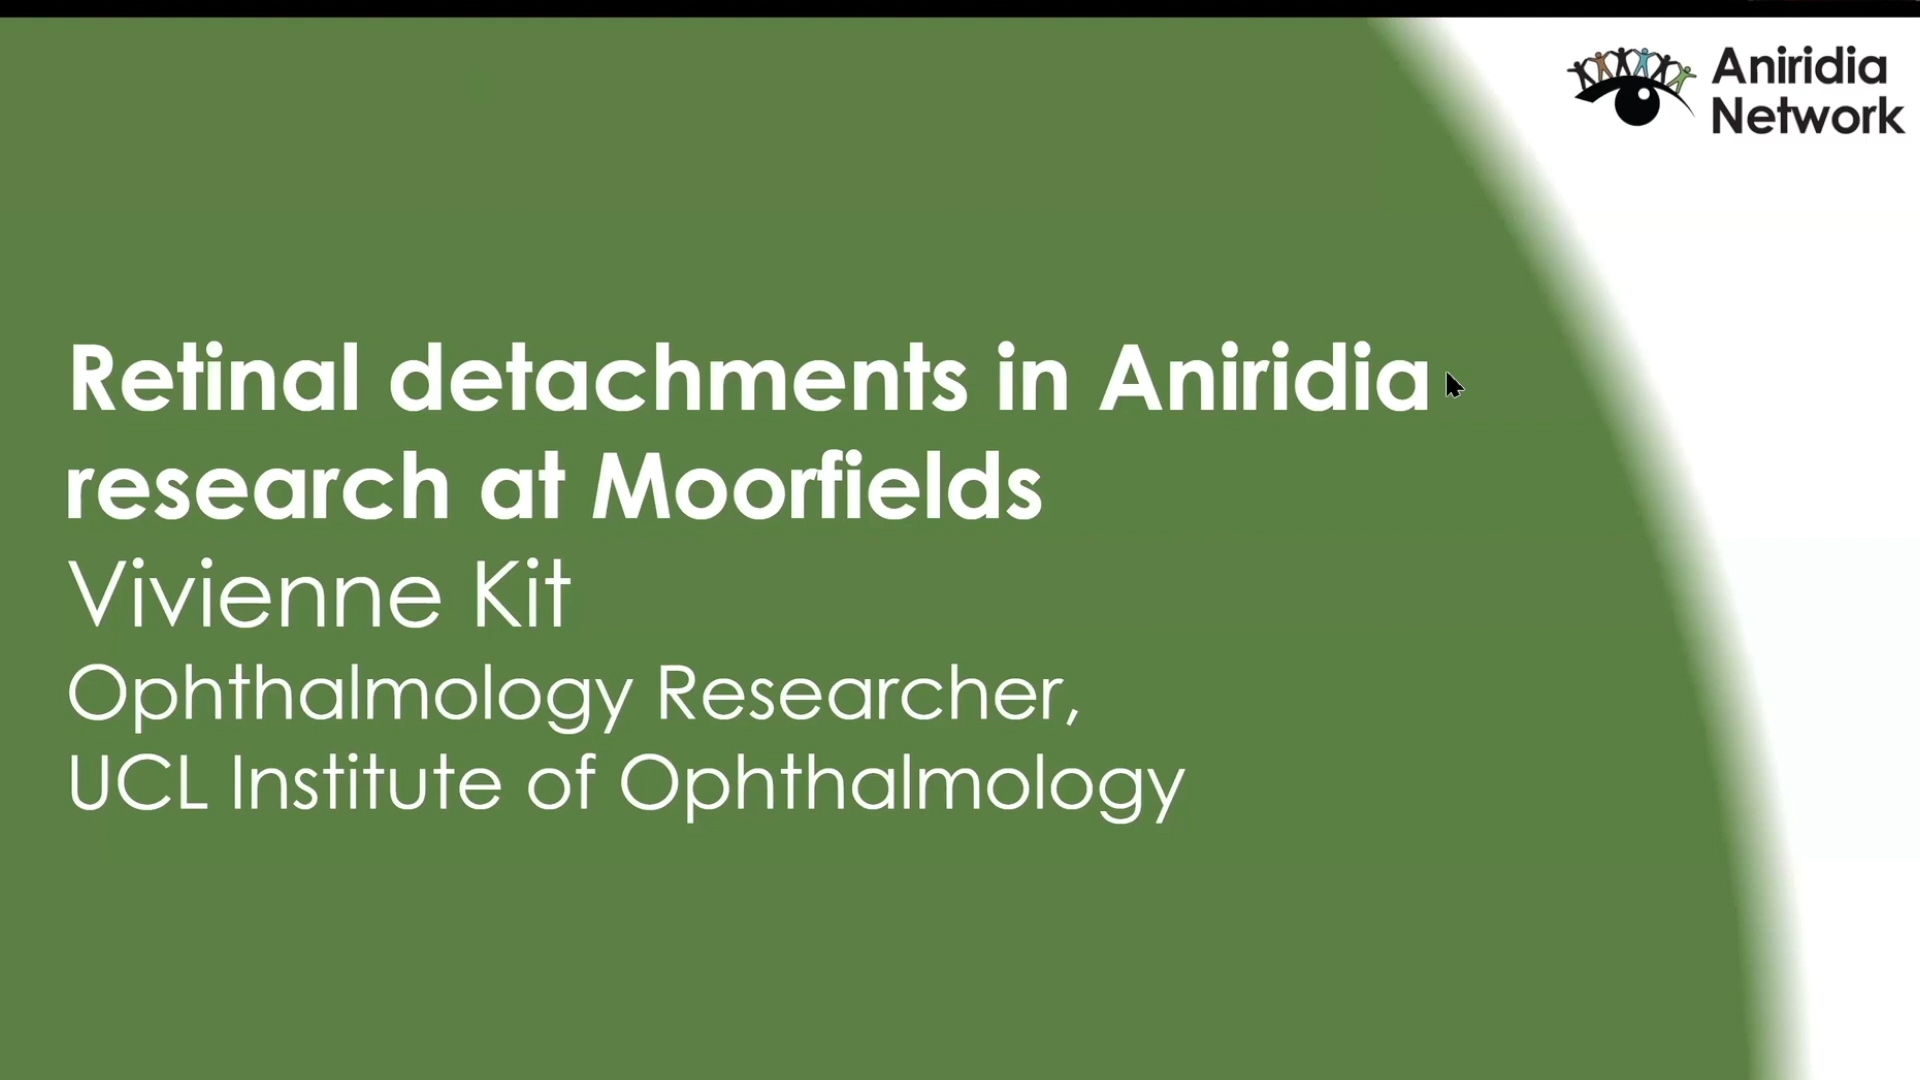 Aniridia
Network
Retinal detachments in Aniridia
research at Moorfields
Vivienne Kit
Ophthalmology Researcher,
UCL Institute of Ophthalmology